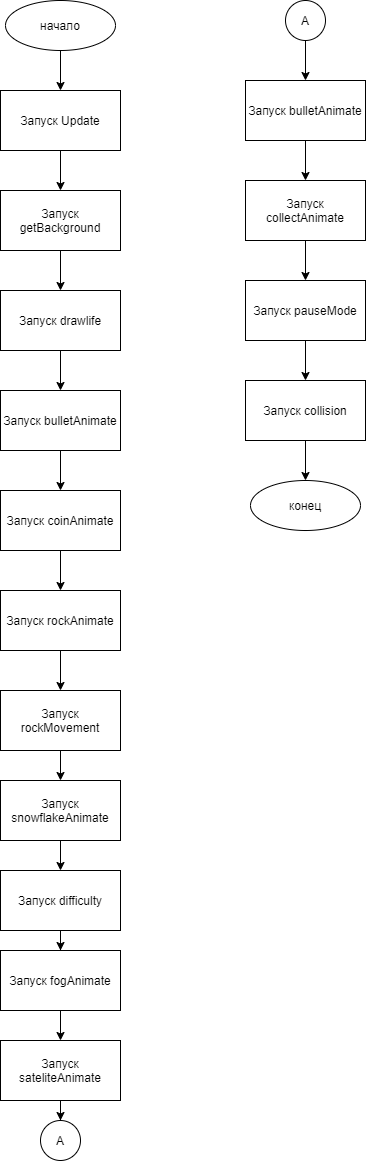 начало
Запуск Update
Запуск
getBackground
Запуск drawlife
Запуск bulletAnimate
Запуск coinAnimate
Запуск rockAnimate
Запуск
rockMovement
Запуск
snowflakeAnimate
Запуск difficulty
Запуск fogAnimate
Запуск
sateliteAnimate
A
A
Запуск bulletAnimate
Запуск
collectAnimate
Запуск pauseMode
Запуск collision
конец